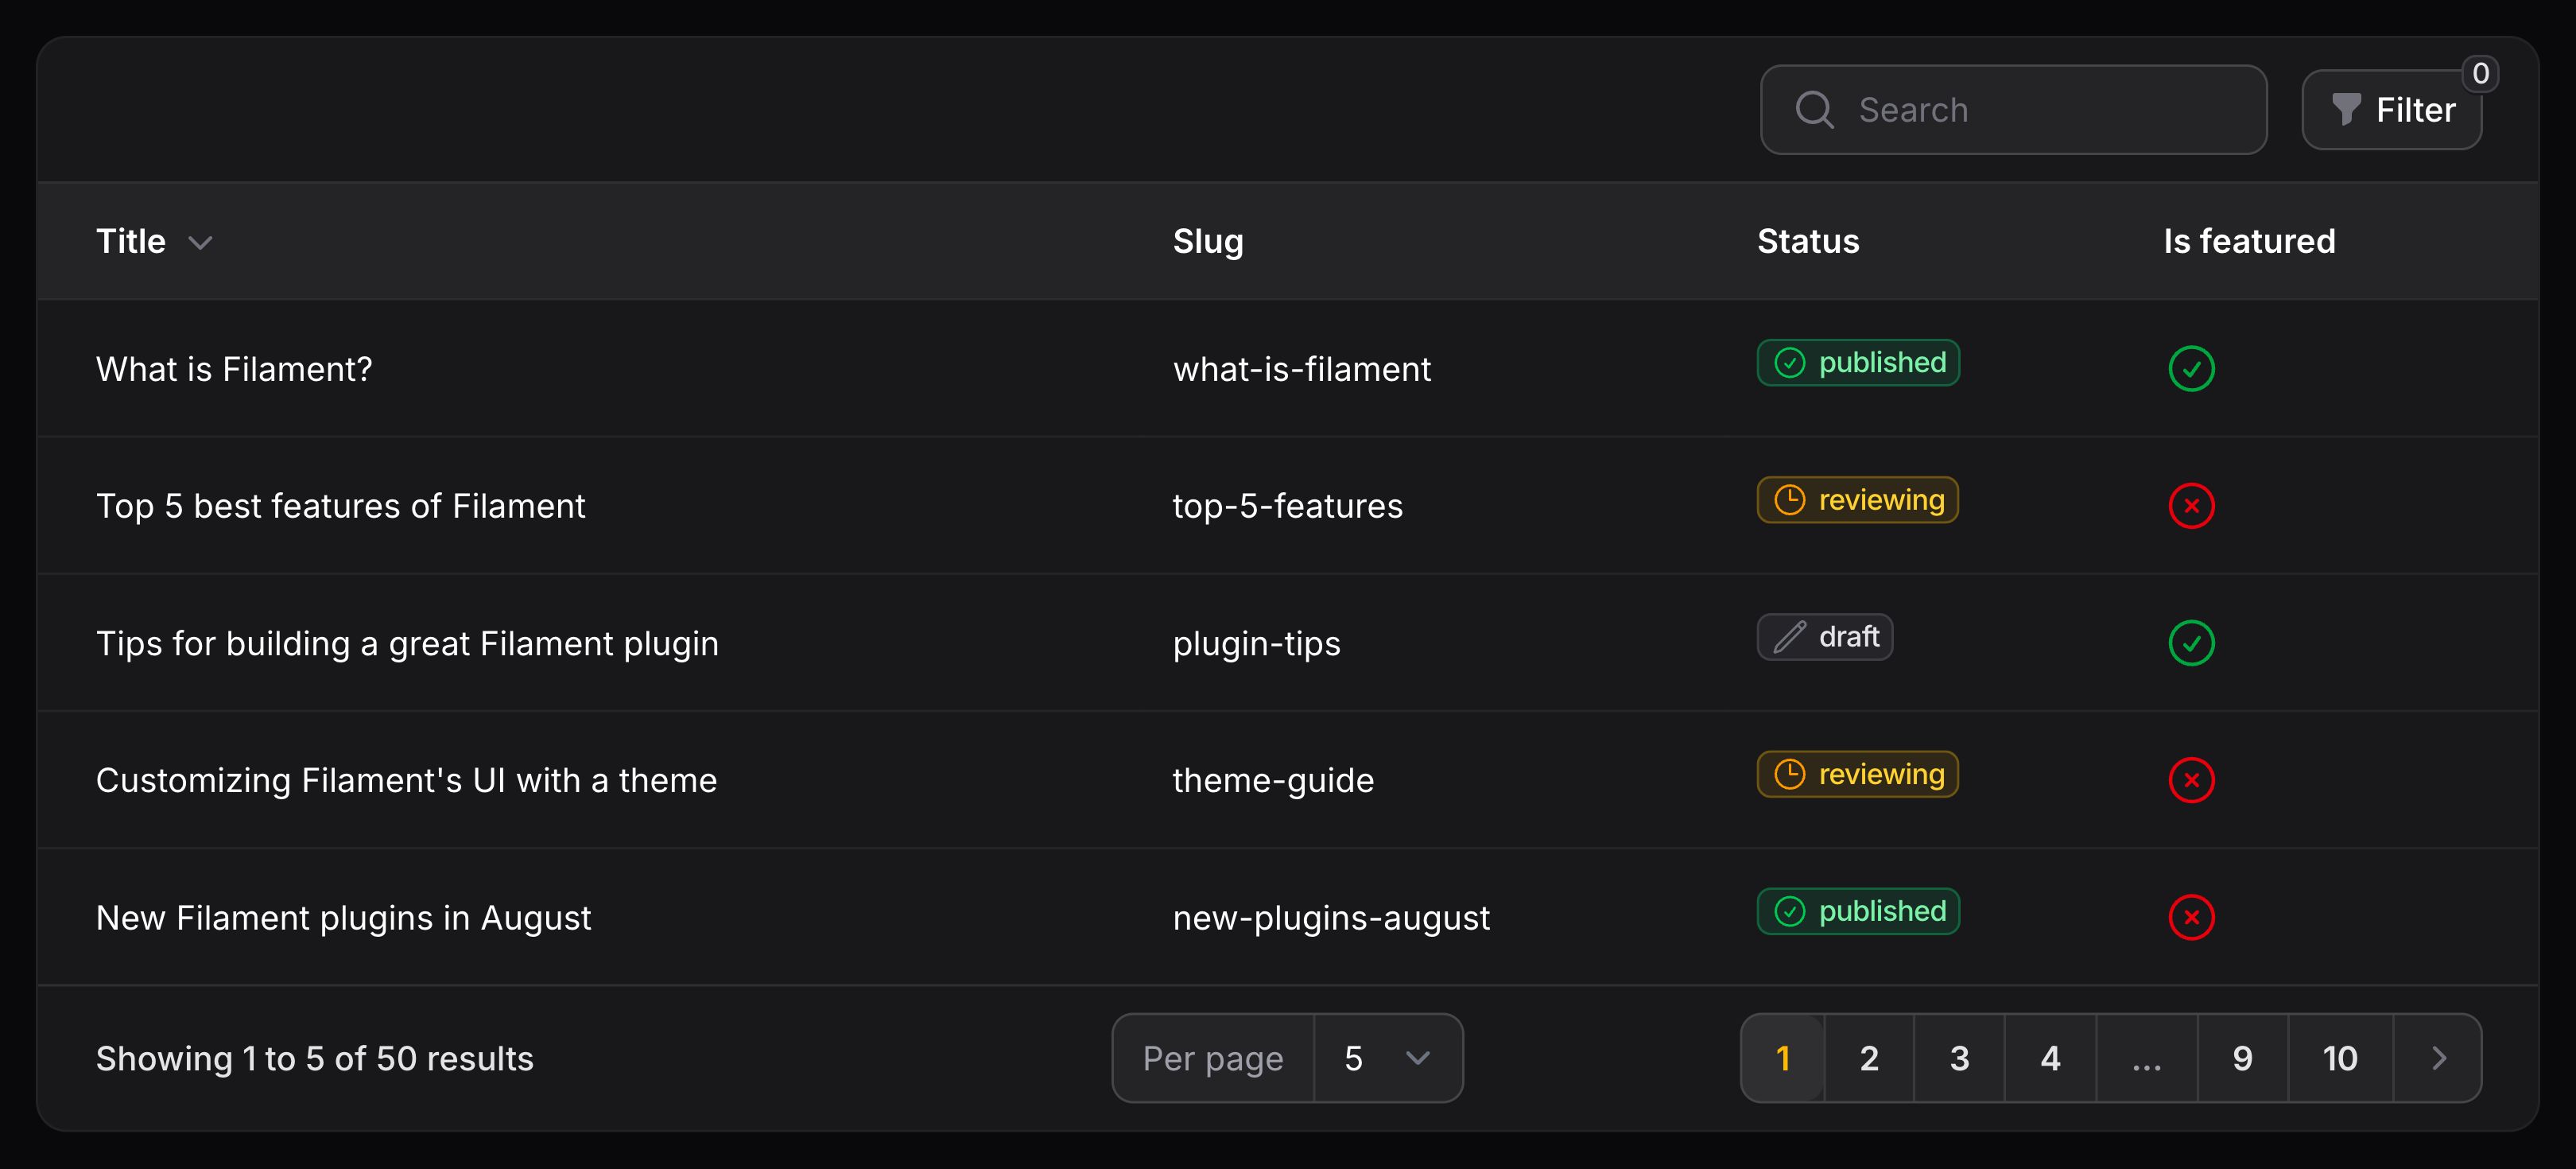 Search
Filter 0
Title Slug Status Is featured
What is Filament? what-is-filament published
Top 5 best features of Filament top-5-features reviewing
Tips for building a great Filament plugin plugin-tips draft
Customizing Filament's UI with a theme theme-guide reviewing
New Filament plugins in August new-plugins-august published
Showing 1 to 5 of 50 results Per page 5 1 2 3 4 ... 9 10